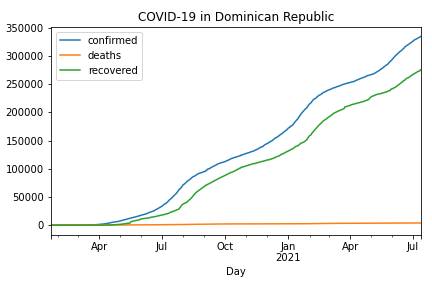 COVID-19 in Dominican Republic
confirmed
deaths
recovered
350000
300000
250000
200000
150000
100000
50000
0
Apr
Jul
Oct
Jan
2021
Apr
Jul
Day